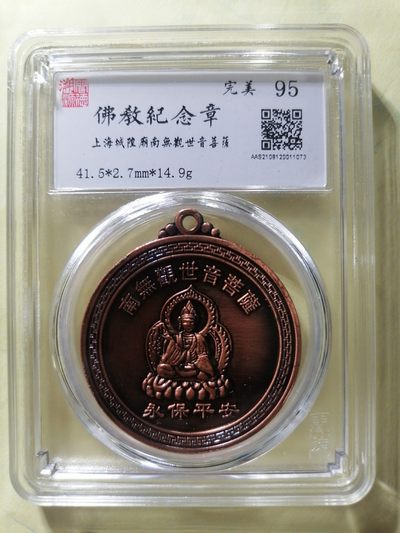 完美 95
佛教紀念章
上海城隍廟南無觀世音菩薩
41.5*2.7mm*14.9g
AAS2108120011073
南無觀世音菩薩
永保平安